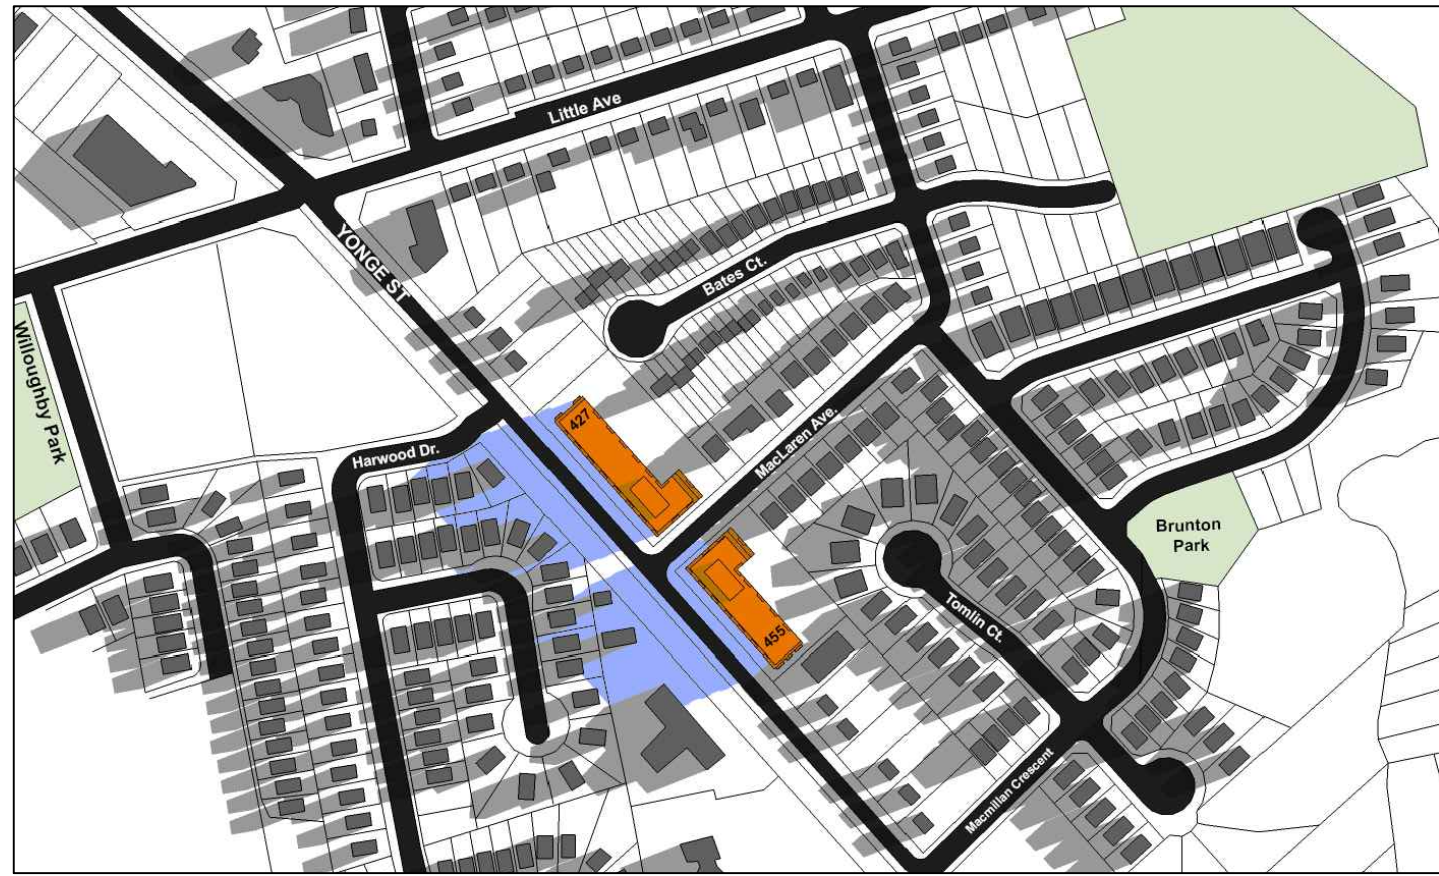 Little Ave
YONGE ST
Bates Ct.
Willoughby Park
427
Harwood Dr.
MacLaren Ave.
Brunton
Park
455
Tomlin Ct.
Macmillan Crescent